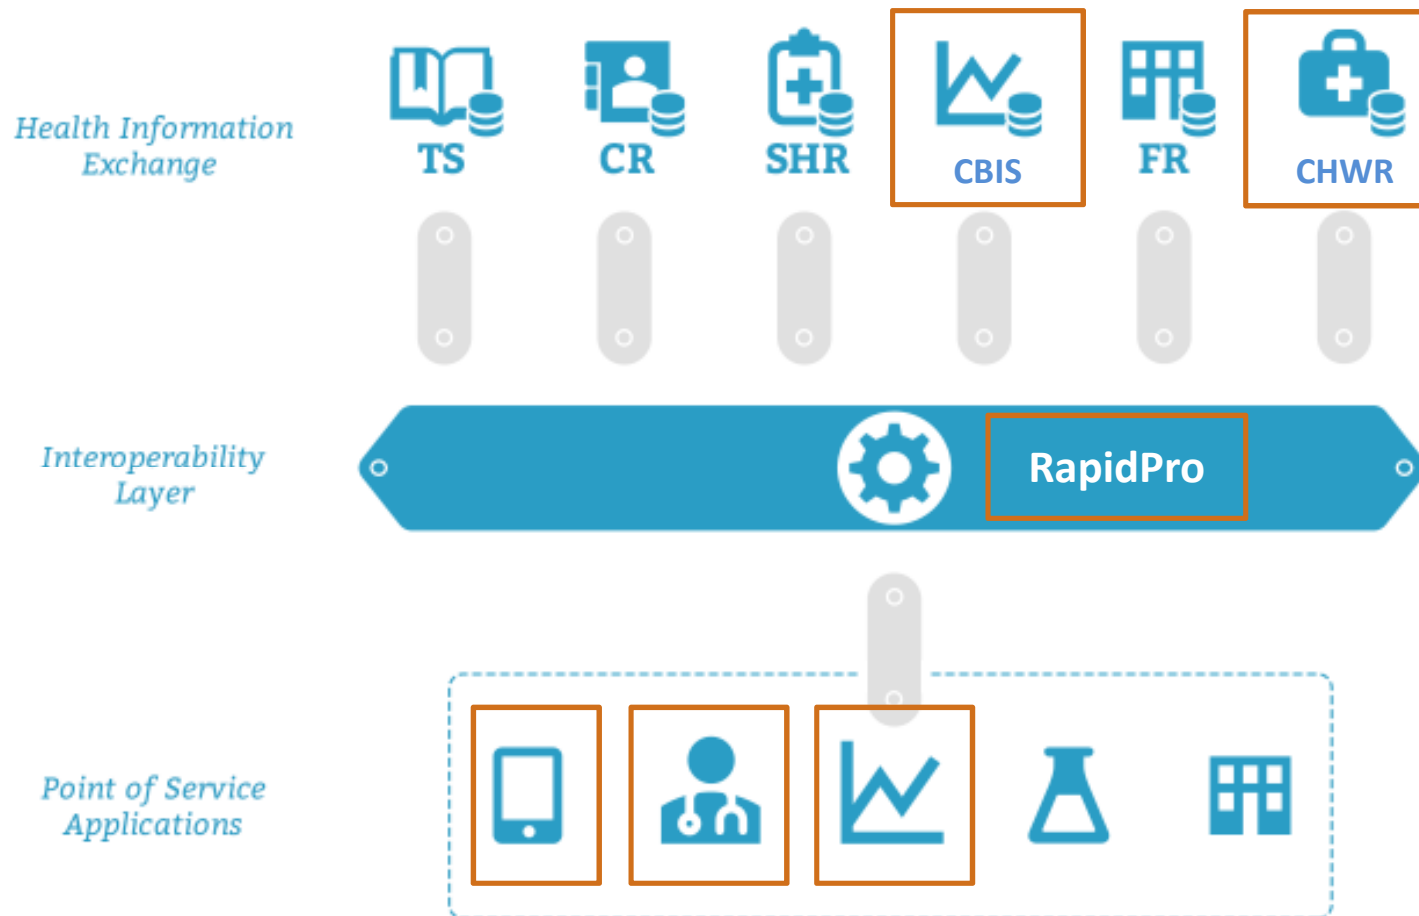 Health Information
Exchange
TS
CR
SHR
CBIS
FR
CHWR
Interoperability
Layer
RapidPro
Point of Service
Applications